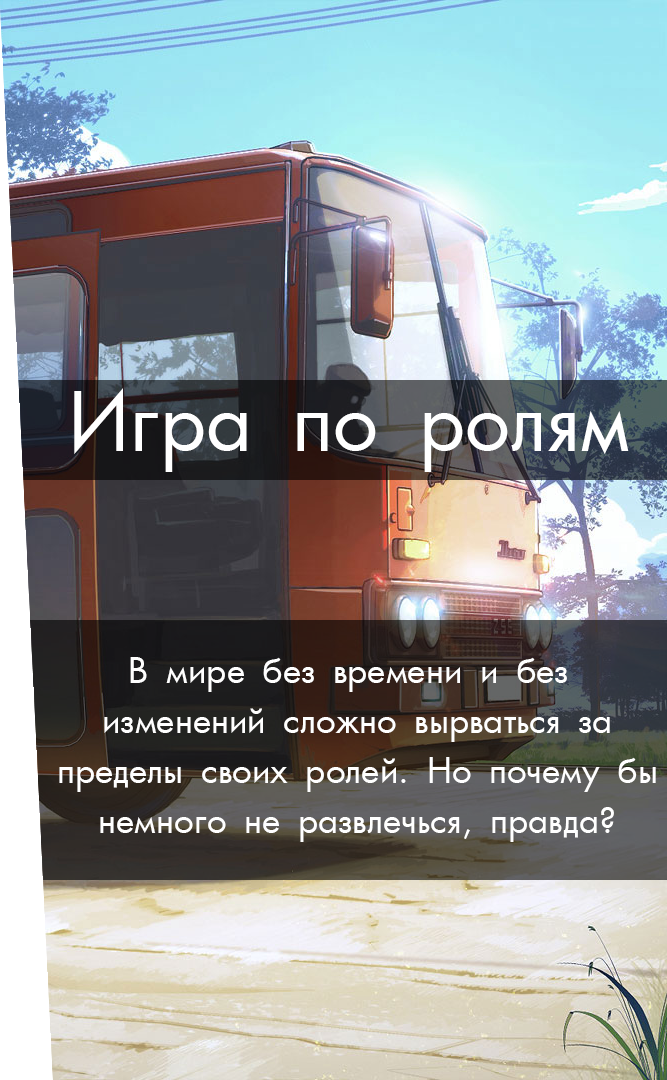 Игра по ролям
В мире без времени и без
изменений сложно вырваться за
пределы своих ролей. Но почему бы
немного не развлечься, правда?